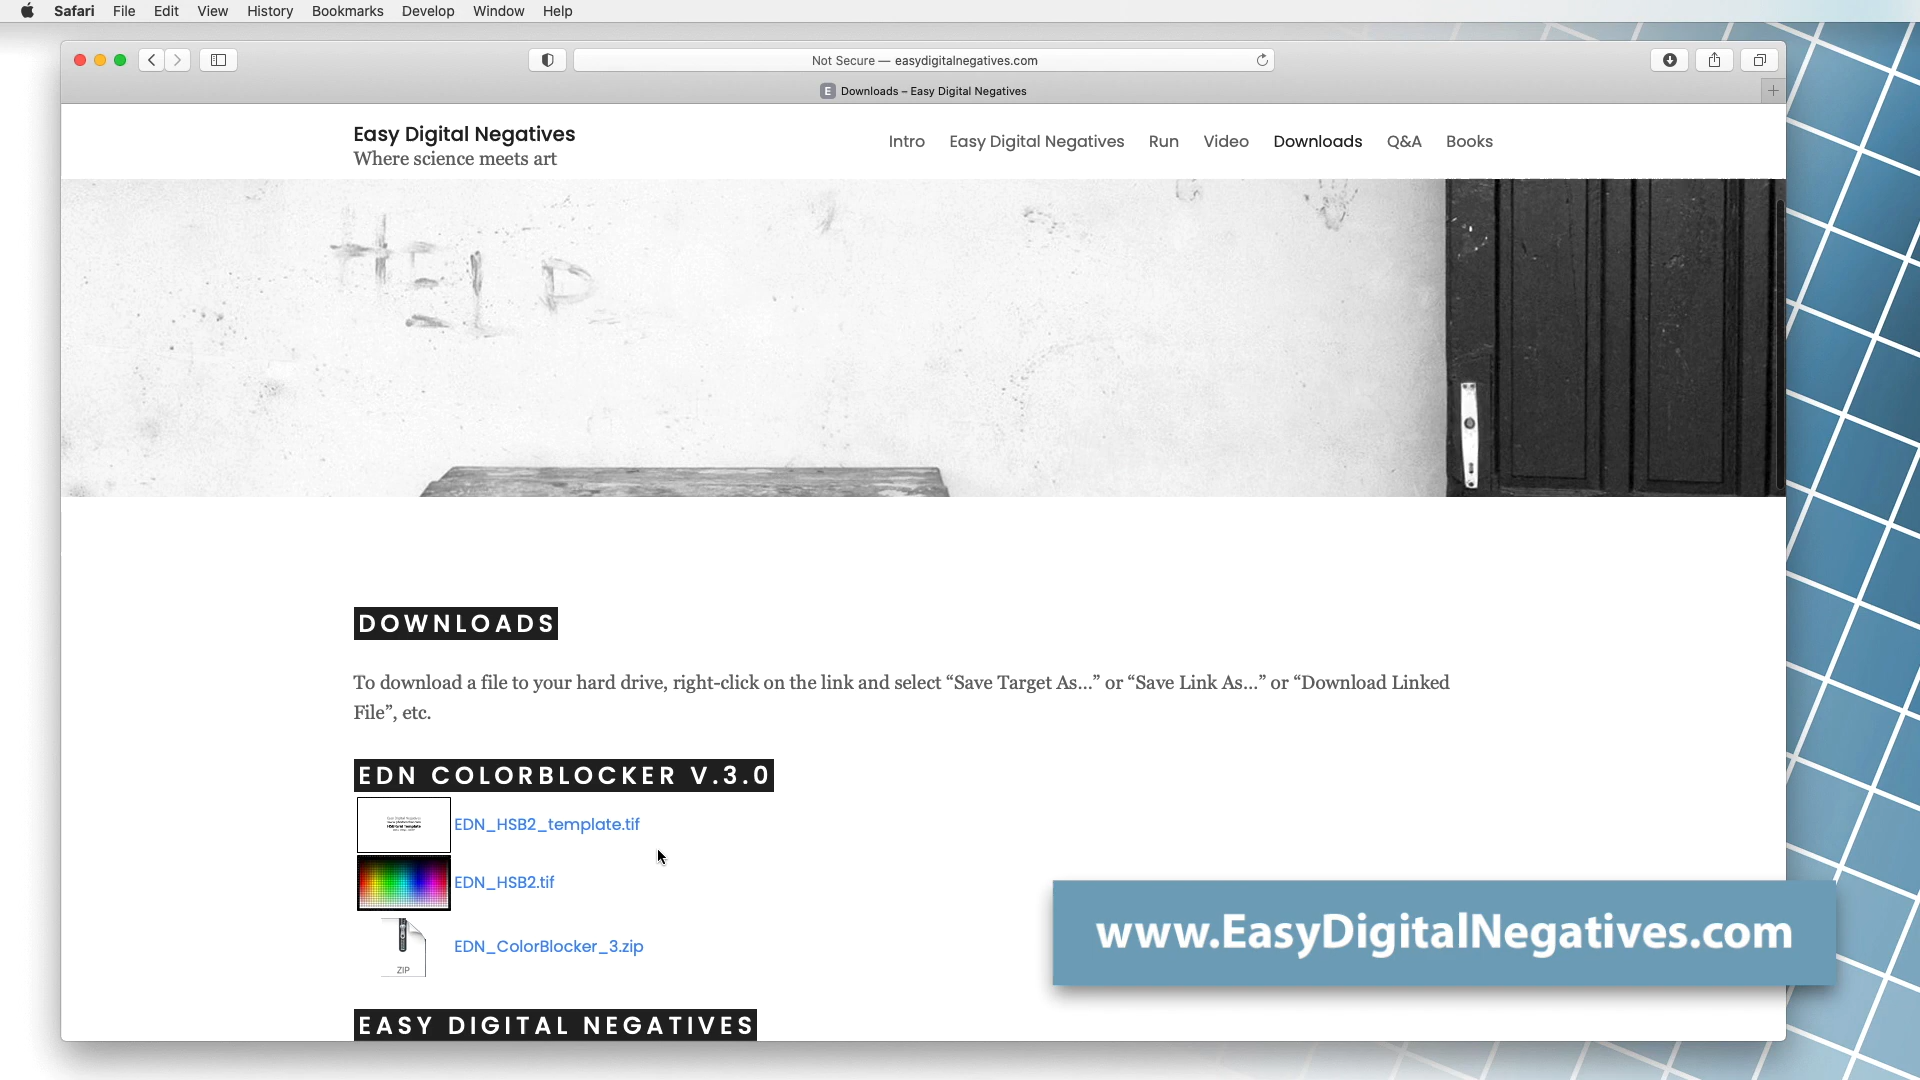 Safari File Edit View History Bookmarks Develop Window Help
Not Secure — easydigitalnegatives.com
E Downloads – Easy Digital Negatives
Easy Digital Negatives
Where science meets art
Intro Easy Digital Negatives Run Video Downloads Q&A Books
HELP
DOWNLOADS
To download a file to your hard drive, right-click on the link and select “Save Target As…” or “Save Link As…” or “Download Linked
File”, etc.
EDN COLORBLOCKER V.3.0
EDN_HSB2_template.tif
EDN_HSB2.tif
ZIP
EDN_ColorBlocker_3.zip
www.EasyDigitalNegatives.com
EASY DIGITAL NEGATIVES